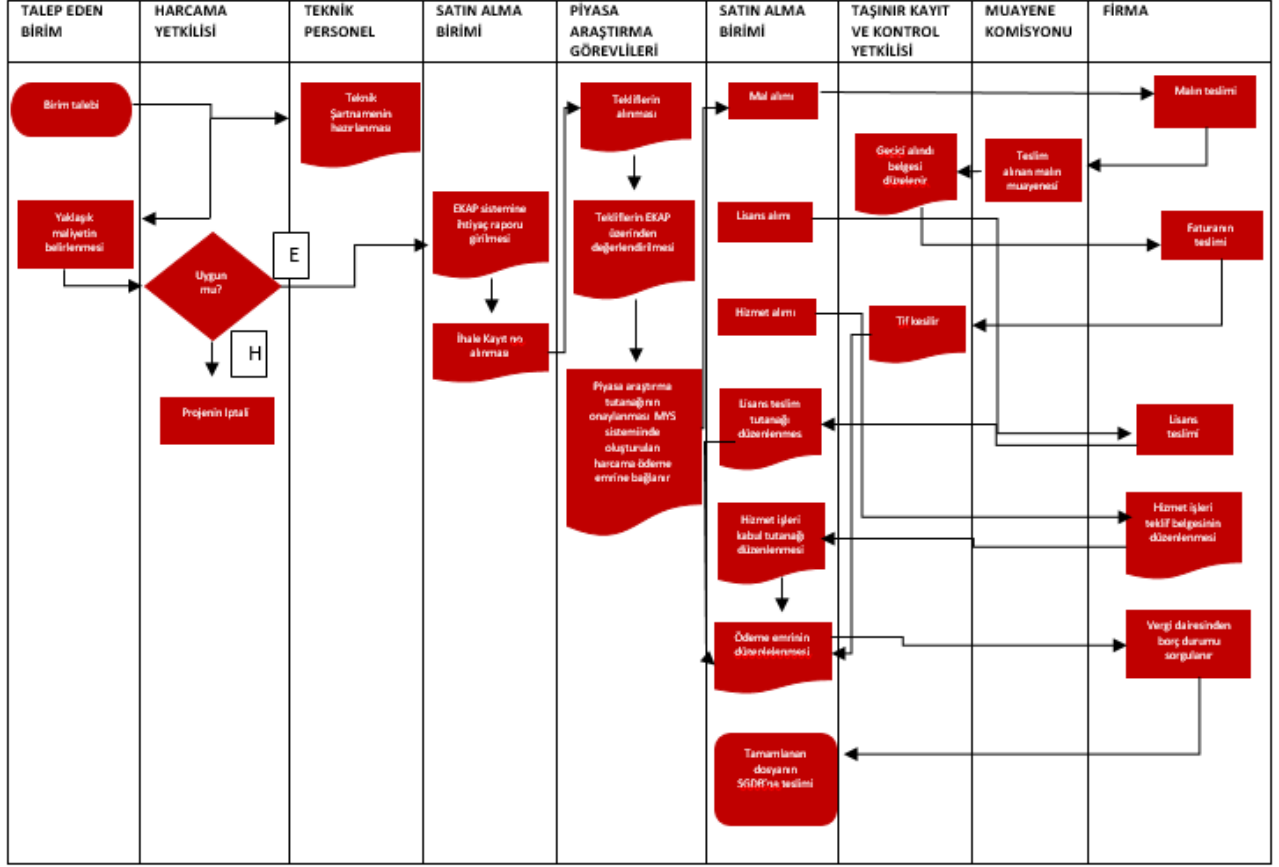 TALEP EDEN
BİRİM
HARCAMA
YETKİLİSİ
TEKNİK
PERSONEL
SATIN ALMA
BİRİMİ
PİYASA
ARAŞTIRMA
GÖREVLİLERİ
SATIN ALMA
BİRİMİ
TAŞINIR KAYIT
VE KONTROL
YETKİLİSİ
MUAYENE
KOMİSYONU
FİRMA
Birim talebi
Yaklaşık
maliyetin
belirlenmesi
Uygun
mu?
E
H
Projenin İptali
Teknik
Şartnamenin
hazırlanması
EKAP sistemine
ihtiyaç raporu
girilmesi
İhale Kayıt no
alınması
Tekliflerin
alınması
Tekliflerin EKAP
üzerinden
değerlendirilmesi
Piyasa araştırma
tutanağının
onaylanması MYS
sistemiinde
oluşturulan
harcama ödeme
emrine bağlanır
Mal alımı
Lisans alımı
Hizmet alımı
Lisans teslim
tutanağı
düzenlenmes
Hizmet işleri
kabul tutanağı
düzenlenmesi
Ödeme emrinin
düzenlelenmesi
Tamamlanan
dosyanın
SGDB'na teslimi
Geçici alındı
belgesi
düzelenir
Tif kesilir
Teslim
alınan malın
muayenesi
Malın teslimi
Faturanın
teslimi
Lisans
teslimi
Hizmet işleri
teklif belgesinin
düzenlenmesi
Vergi dairesinden
borç durumu
sorgulanır